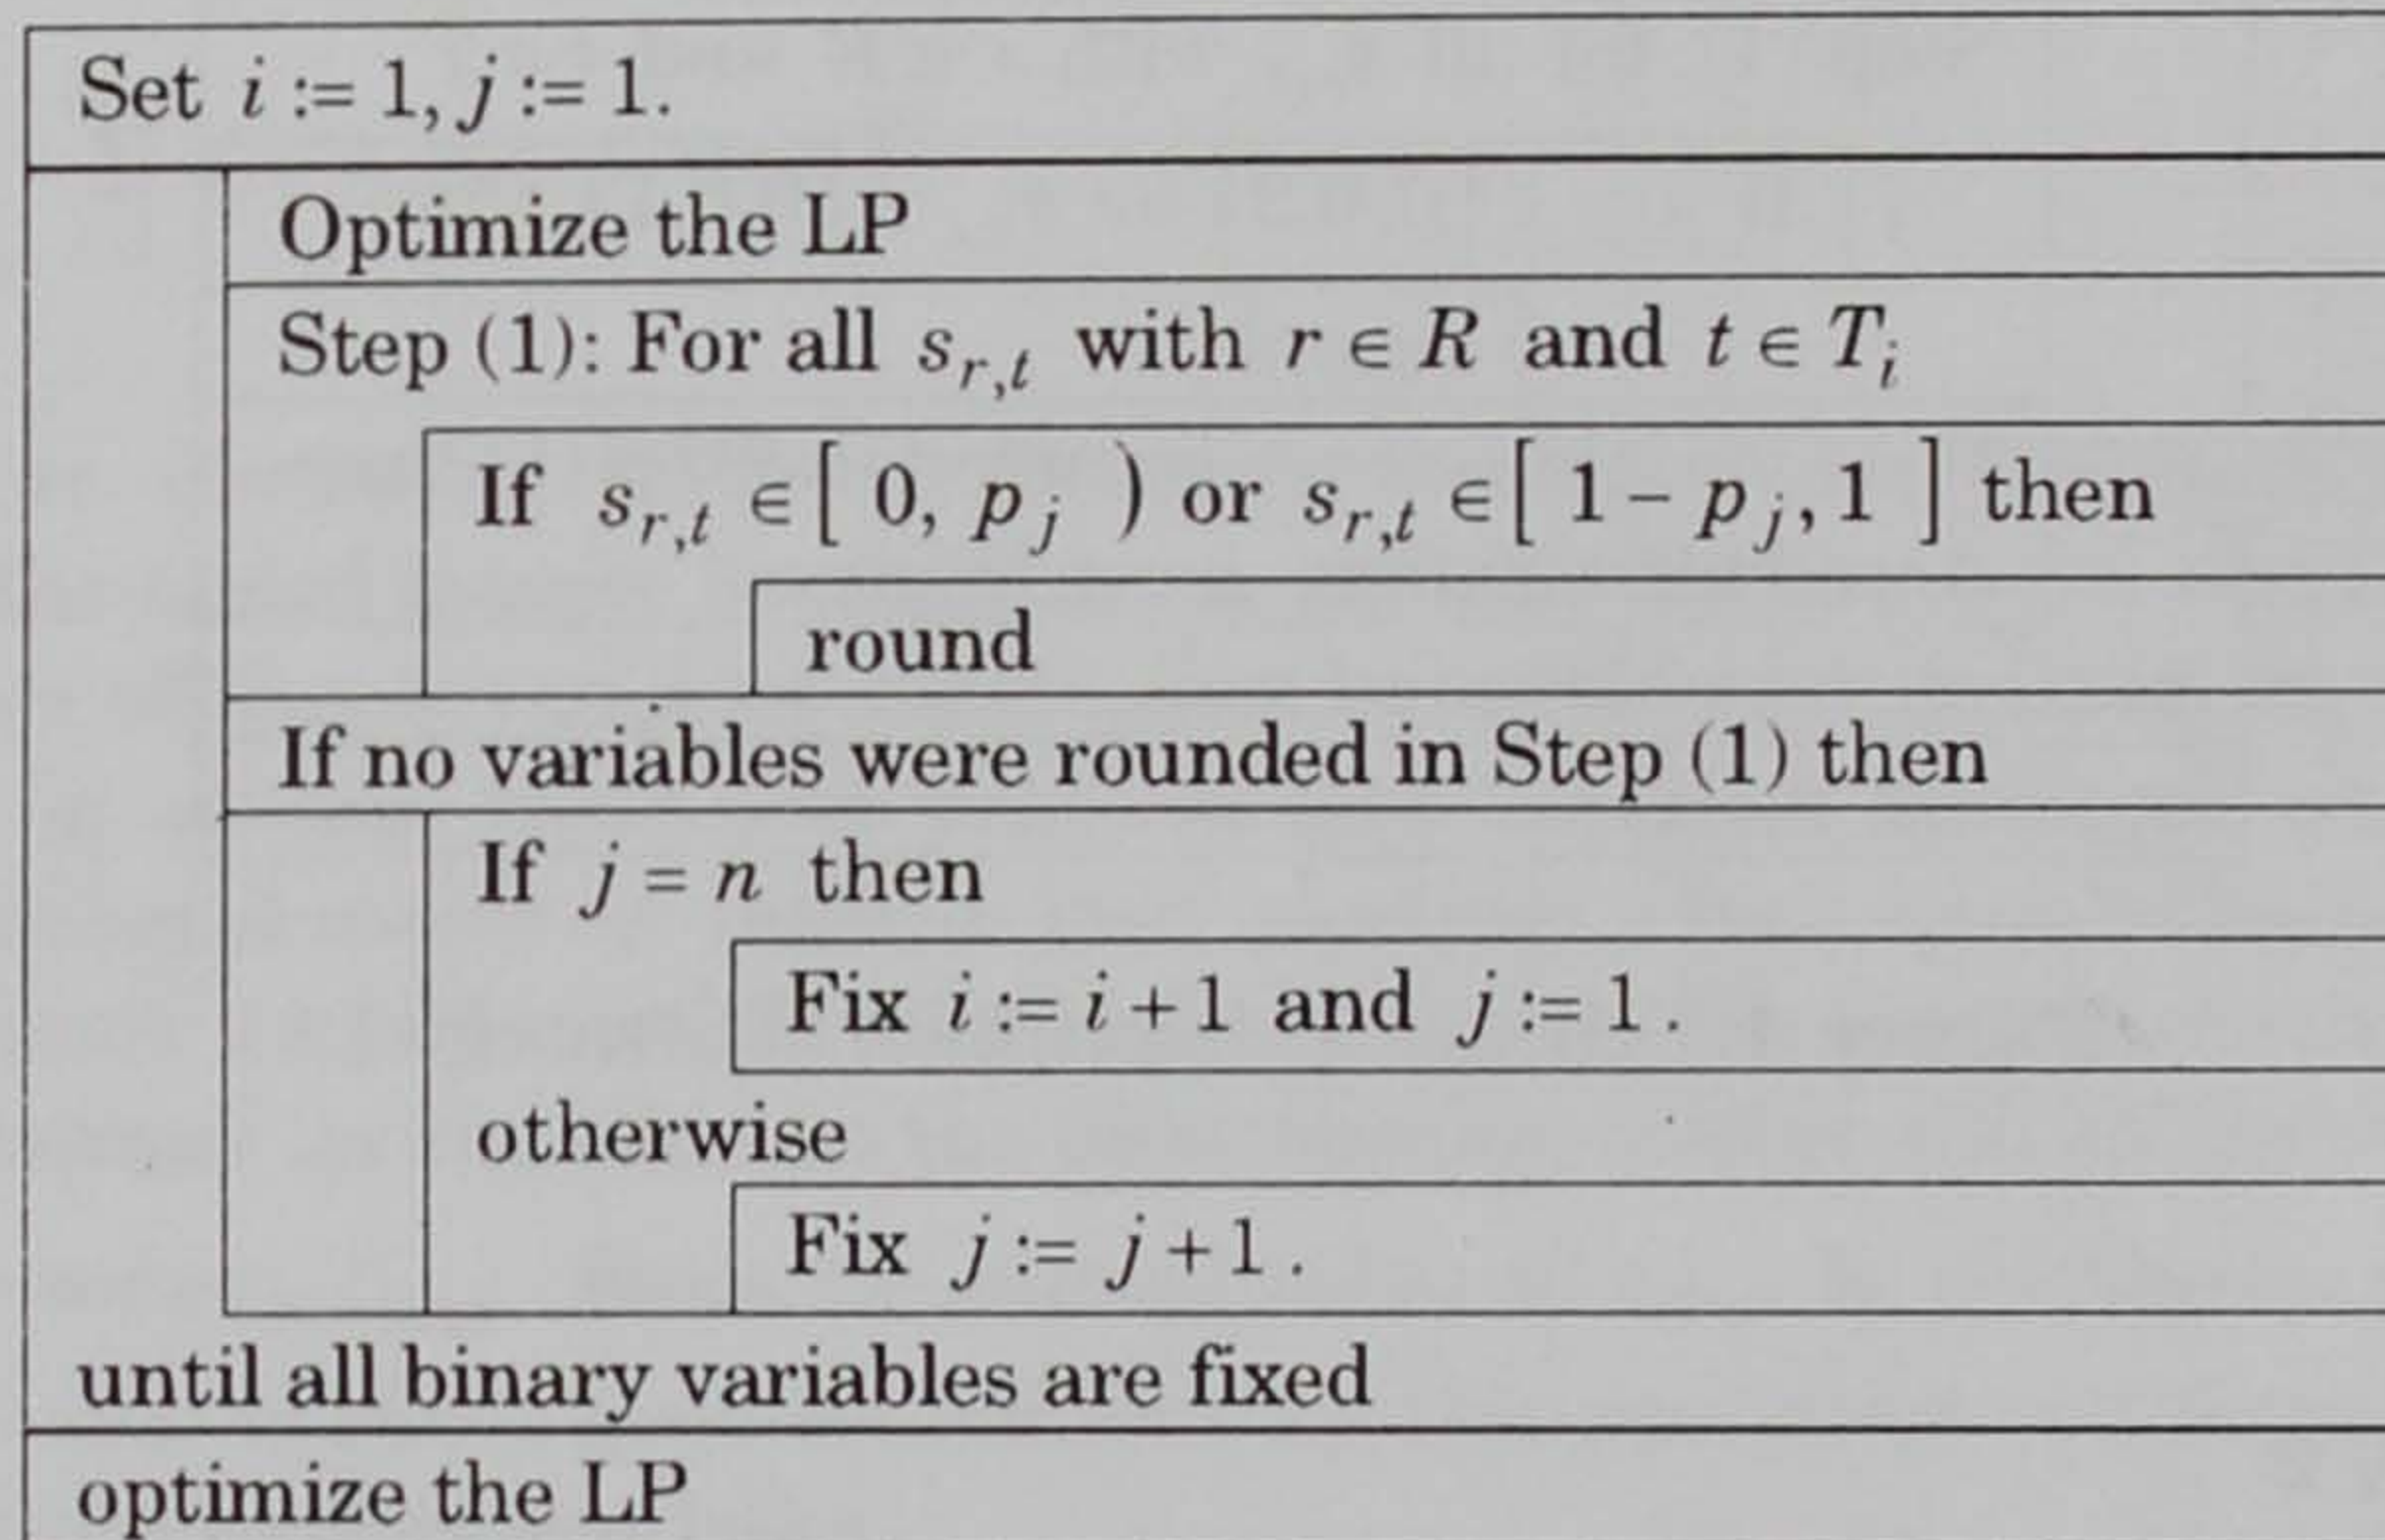 Set i := 1, j := 1.
Optimize the LP
Step (1): For all s_{r,t} with r ∈ R and t ∈ T_i
If s_{r,t} ∈ [ 0, p_j ) or s_{r,t} ∈ [ 1 – p_j, 1 ] then
round
If no variables were rounded in Step (1) then
If j = n then
Fix i := i + 1 and j := 1 .
otherwise
Fix j := j + 1 .
until all binary variables are fixed
optimize the LP